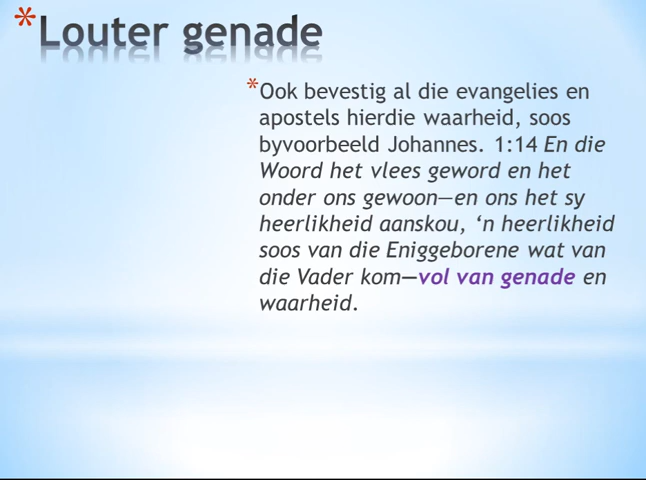 * Louter genade
* Ook bevestig al die evangelies en
apostels hierdie waarheid, soos
byvoorbeeld Johannes. 1:14 En die
Woord het vlees geword en het
onder ons gewoon—en ons het sy
heerlikheid aanskou, ‘n heerlikheid
soos van die Eniggeborene wat van
die Vader kom—vol van genade en
waarheid.